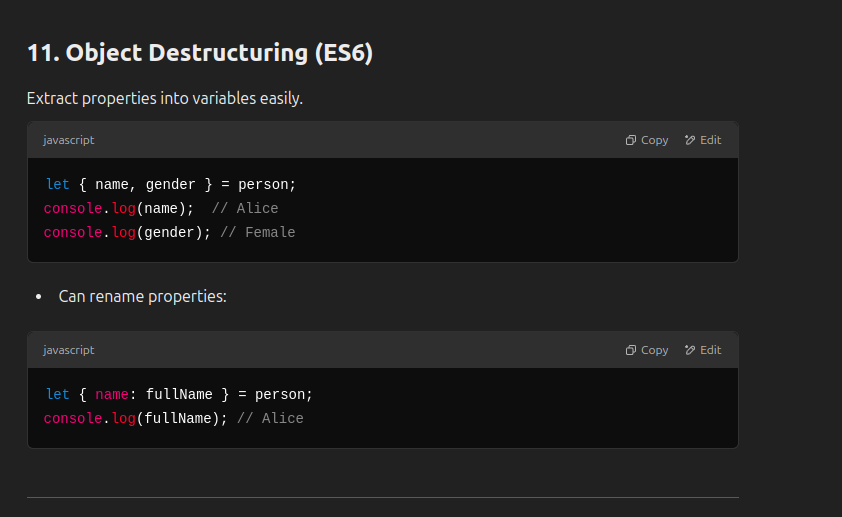 11. Object Destructuring (ES6)
Extract properties into variables easily.
javascript Copy Edit
let { name, gender } = person;
console.log(name);  // Alice
console.log(gender); // Female
• Can rename properties:
javascript Copy Edit
let { name: fullName } = person;
console.log(fullName); // Alice